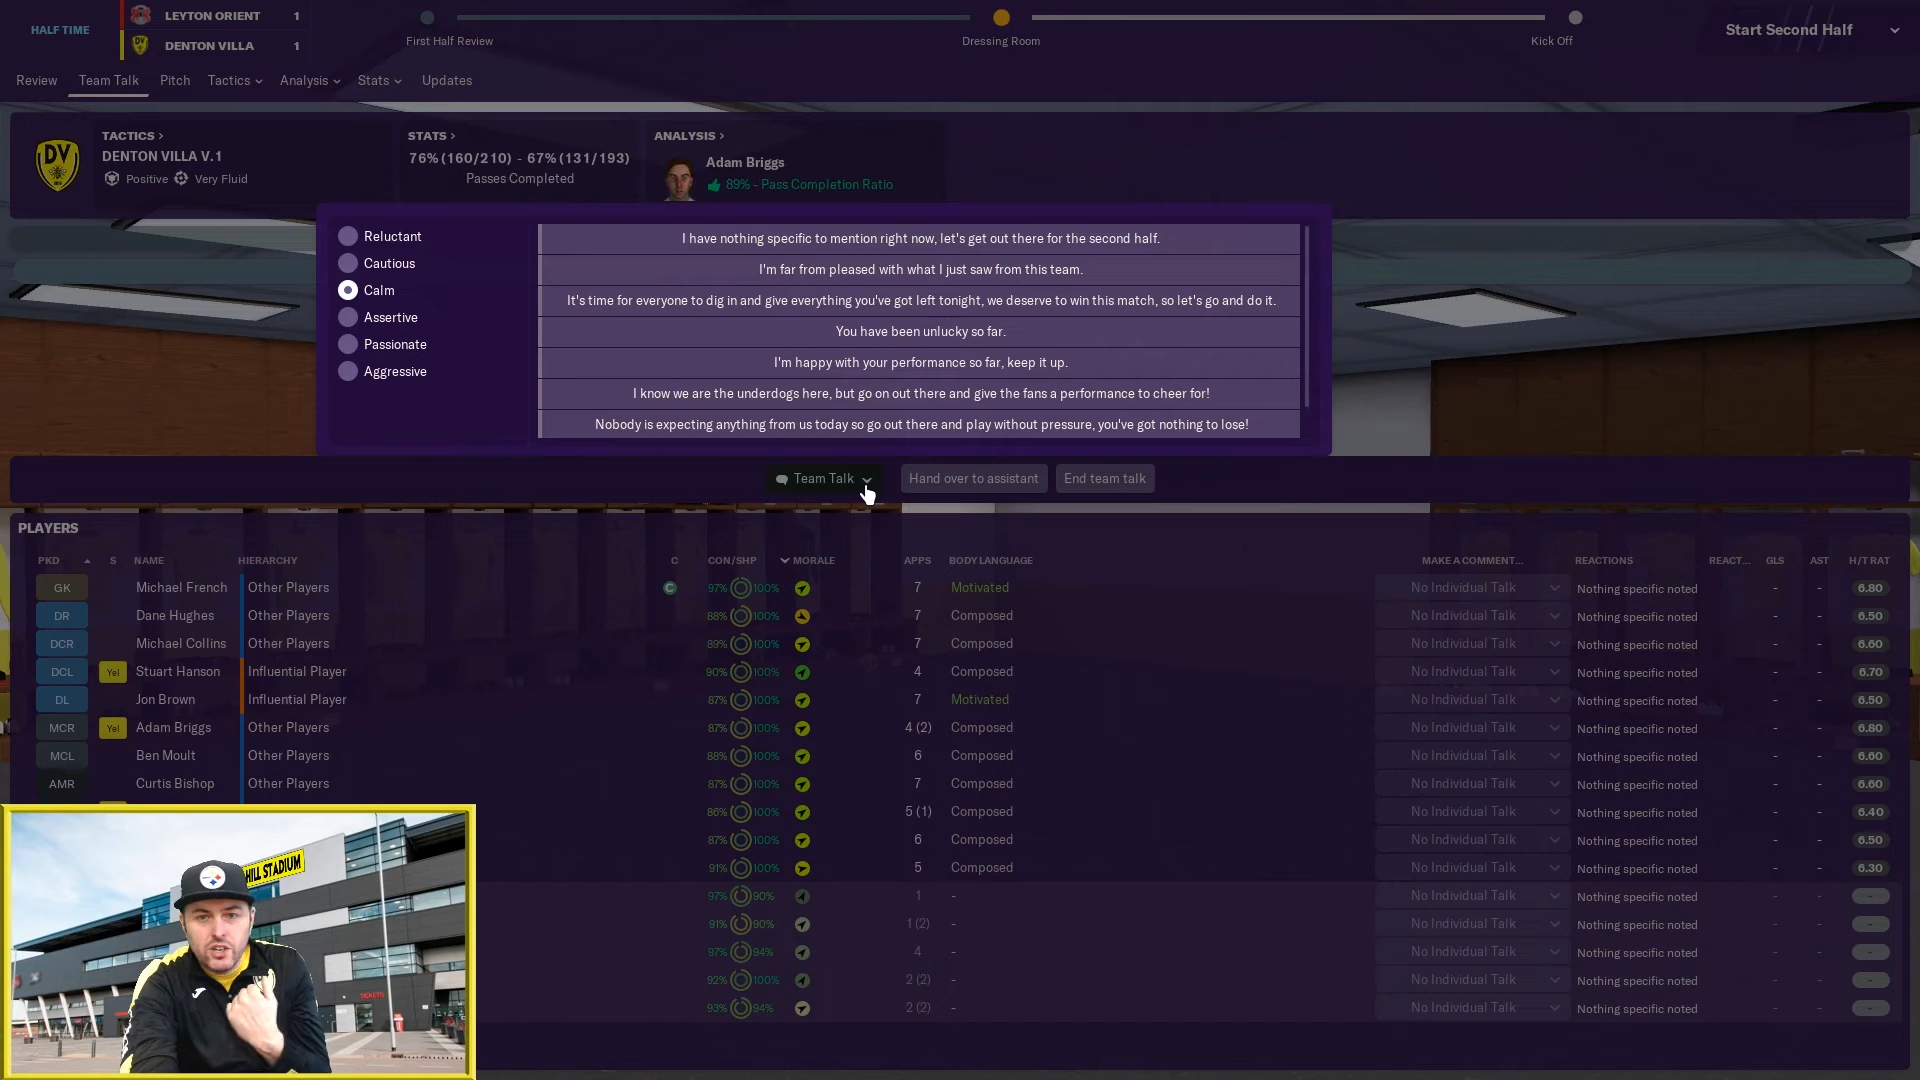 HALF TIME
LEYTON ORIENT 1
DENTON VILLA 1
First Half Review
Dressing Room
Kick Off
Start Second Half
Review Team Talk Pitch Tactics Analysis Stats Updates
TACTICS >
DENTON VILLA V.1
Positive Very Fluid
STATS >
76% (160/210) - 67% (131/193)
Passes Completed
ANALYSIS >
Adam Briggs
89% - Pass Completion Ratio
DV
Reluctant
Cautious
Calm
Assertive
Passionate
Aggressive
I have nothing specific to mention right now, let's get out there for the second half.
I'm far from pleased with what I just saw from this team.
It's time for everyone to dig in and give everything you've got left tonight, we deserve to win this match, so let's go and do it.
You have been unlucky so far.
I'm happy with your performance so far, keep it up.
I know we are the underdogs here, but go on out there and give the fans a performance to cheer for!
Nobody is expecting anything from us today so go out there and play without pressure, you've got nothing to lose!
Team Talk Hand over to assistant End team talk
PLAYERS
PKD S NAME HIERARCHY C CON/SHP MORALE APPS BODY LANGUAGE MAKE A COMMENT... REACTIONS REACT... GLS AST H/T RAT
GK Michael French Other Players C 97% 100% 7 Motivated No Individual Talk Nothing specific noted - - 6.80
DR Dane Hughes Other Players 88% 100% 7 Composed No Individual Talk Nothing specific noted - - 6.50
DCR Michael Collins Other Players 89% 100% 7 Composed No Individual Talk Nothing specific noted - - 6.60
DCL Yel Stuart Hanson Influential Player 90% 100% 4 Composed No Individual Talk Nothing specific noted - - 6.70
DL Jon Brown Influential Player 87% 100% 7 Motivated No Individual Talk Nothing specific noted - - 6.50
MCR Yel Adam Briggs Other Players 87% 100% 4 (2) Composed No Individual Talk Nothing specific noted - - 6.80
MCL Ben Moult Other Players 88% 100% 6 Composed No Individual Talk Nothing specific noted - - 6.60
AMR Curtis Bishop Other Players 87% 100% 7 Composed No Individual Talk Nothing specific noted - - 6.60
86% 100% 5 (1) Composed No Individual Talk Nothing specific noted - - 6.40
87% 100% 6 Composed No Individual Talk Nothing specific noted - - 6.50
91% 100% 5 Composed No Individual Talk Nothing specific noted - - 6.30
97% 90% 1 - No Individual Talk Nothing specific noted - - -
91% 90% 1 (2) - No Individual Talk Nothing specific noted - - -
97% 94% 4 - No Individual Talk Nothing specific noted - - -
92% 100% 2 (2) - No Individual Talk Nothing specific noted - - -
93% 94% 2 (2) - No Individual Talk Nothing specific noted - - -
HILL STADIUM
TICKETS